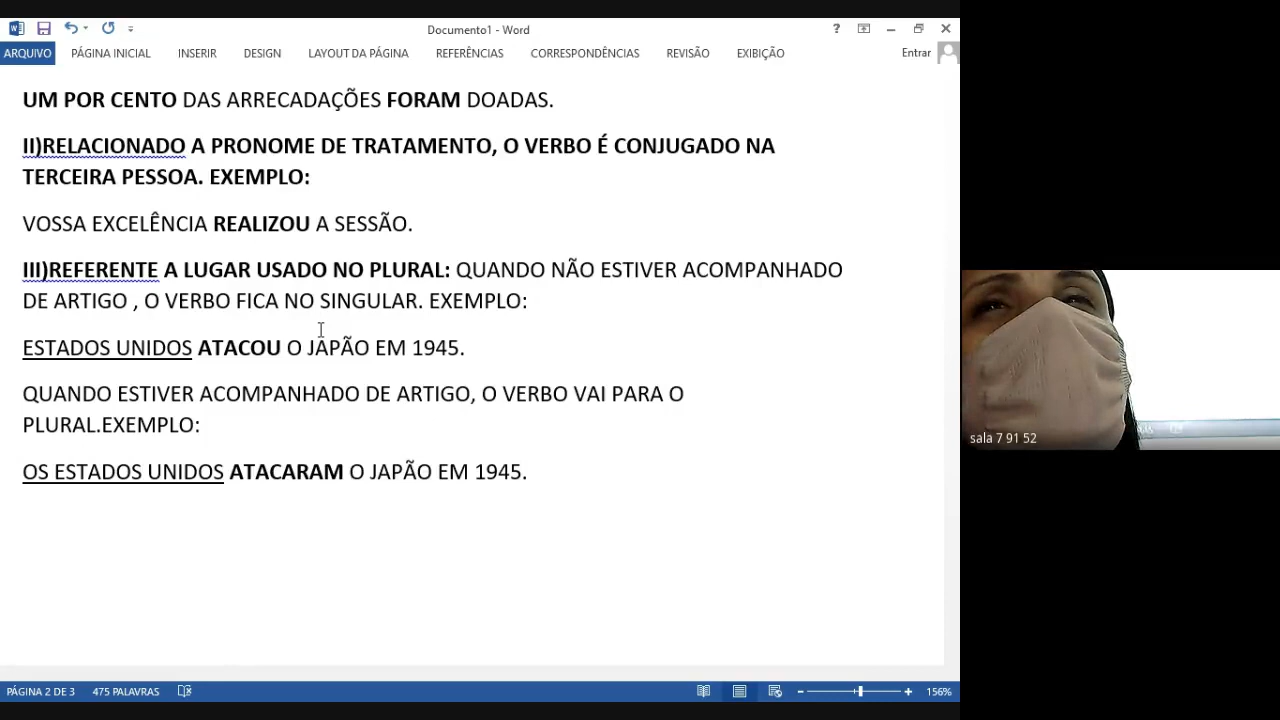 Documento1 - Word
?
ARQUIVO PÁGINA INICIAL INSERIR DESIGN LAYOUT DA PÁGINA REFERÊNCIAS CORRESPONDÊNCIAS REVISÃO EXIBIÇÃO Entrar
UM POR CENTO DAS ARRECADAÇÕES FORAM DOADAS.
II)RELACIONADO A PRONOME DE TRATAMENTO, O VERBO É CONJUGADO NA
TERCEIRA PESSOA. EXEMPLO:
VOSSA EXCELÊNCIA REALIZOU A SESSÃO.
III)REFERENTE A LUGAR USADO NO PLURAL: QUANDO NÃO ESTIVER ACOMPANHADO
DE ARTIGO , O VERBO FICA NO SINGULAR. EXEMPLO:
ESTADOS UNIDOS ATACOU O JAPÃO EM 1945.
QUANDO ESTIVER ACOMPANHADO DE ARTIGO, O VERBO VAI PARA O
PLURAL.EXEMPLO:
OS ESTADOS UNIDOS ATACARAM O JAPÃO EM 1945.
sala 7 91 52
PÁGINA 2 DE 3 475 PALAVRAS 156%